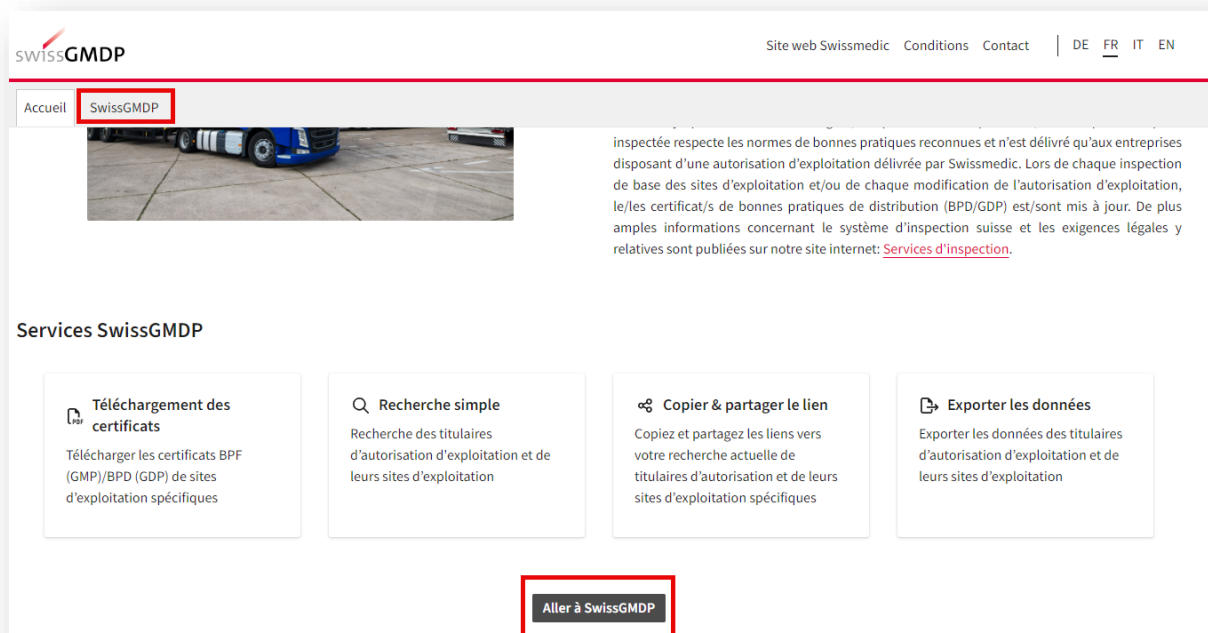 swissGMDP
Site web Swissmedic Conditions Contact DE FR IT EN
Accueil SwissGMDP
inspectée respecte les normes de bonnes pratiques reconnues et n'est délivré qu'aux entreprises
disposant d'une autorisation d'exploitation délivrée par Swissmedic. Lors de chaque inspection
de base des sites d'exploitation et/ou de chaque modification de l'autorisation d'exploitation,
le/les certificat/s de bonnes pratiques de distribution (BPD/GDP) est/sont mis à jour. De plus
amples informations concernant le système d'inspection suisse et les exigences légales y
relatives sont publiées sur notre site internet: Services d'inspection.
Services SwissGMDP
PDF
Téléchargement des
certificats
Télécharger les certificats BPF
(GMP)/BPD (GDP) de sites
d'exploitation spécifiques
Recherche simple
Recherche des titulaires
d'autorisation d'exploitation et de
leurs sites d'exploitation
Copier & partager le lien
Copiez et partagez les liens vers
votre recherche actuelle de
titulaires d'autorisation et de leurs
sites d'exploitation spécifiques
Exporter les données
Exporter les données des titulaires
d'autorisation d'exploitation et de
leurs sites d'exploitation
Aller à SwissGMDP